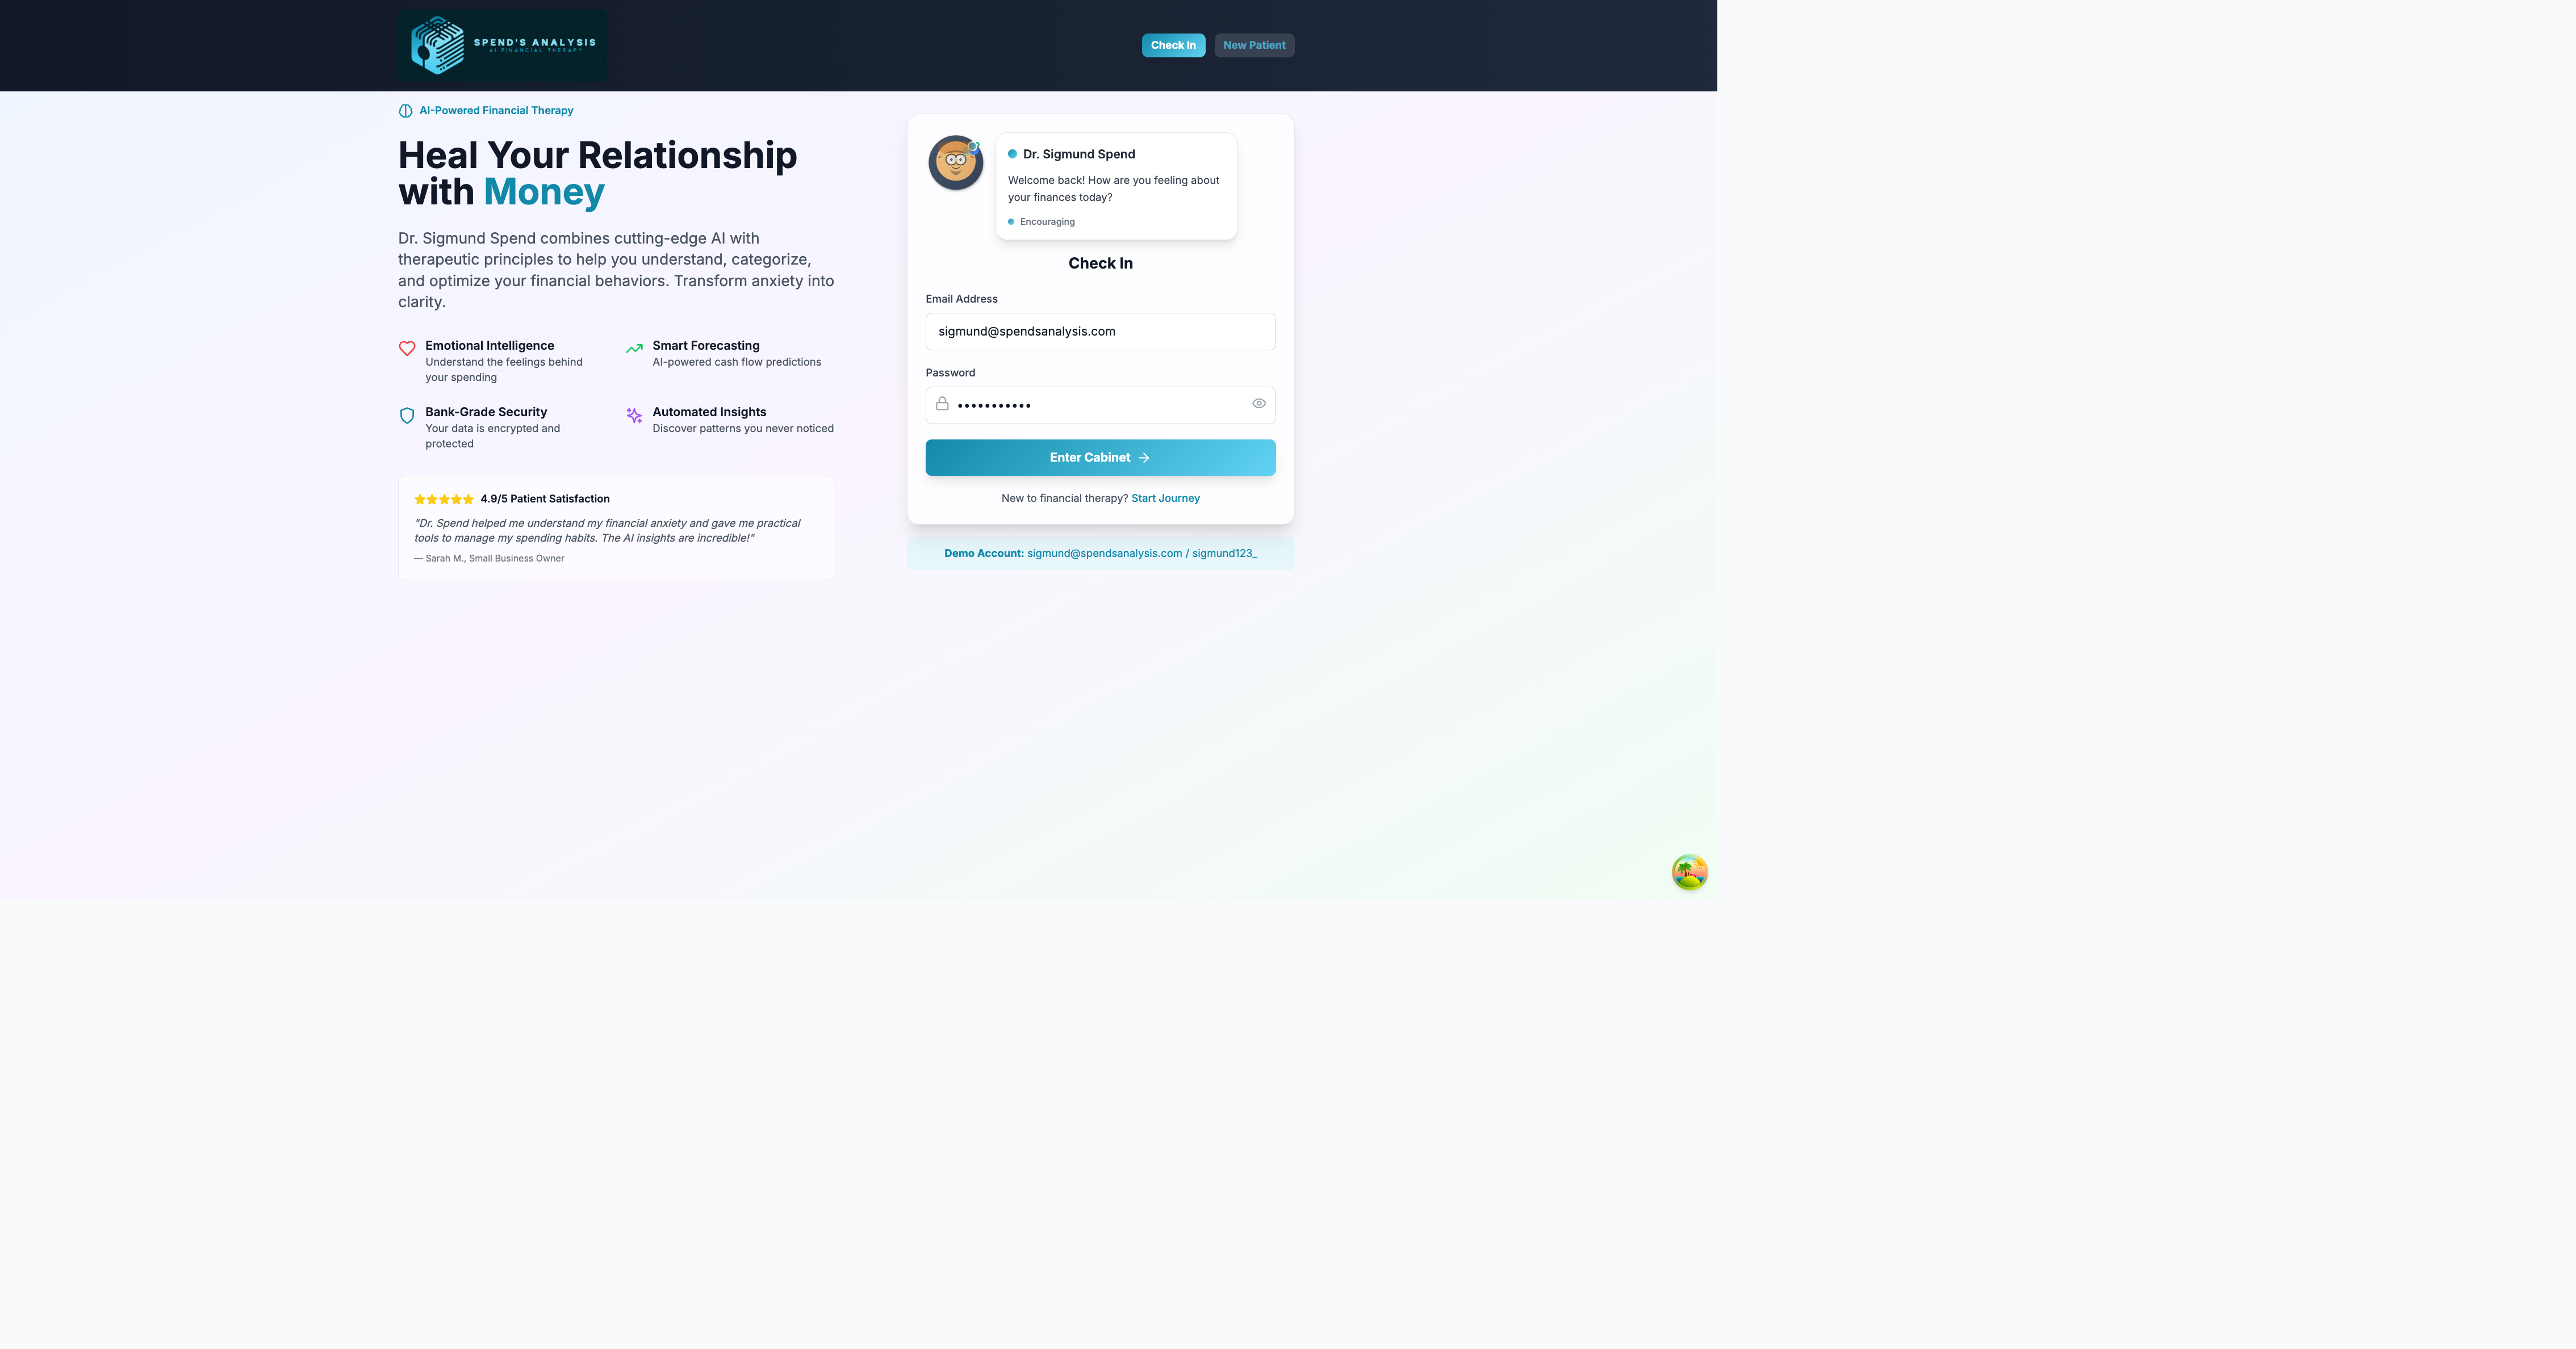 SPEND'S ANALYSIS
AI FINANCIAL THERAPY
Check In
New Patient
AI-Powered Financial Therapy
Heal Your Relationship
with Money
Dr. Sigmund Spend combines cutting-edge AI with
therapeutic principles to help you understand, categorize,
and optimize your financial behaviors. Transform anxiety into
clarity.
Emotional Intelligence
Understand the feelings behind
your spending
Smart Forecasting
AI-powered cash flow predictions
Bank-Grade Security
Your data is encrypted and
protected
Automated Insights
Discover patterns you never noticed
4.9/5 Patient Satisfaction
"Dr. Spend helped me understand my financial anxiety and gave me practical
tools to manage my spending habits. The AI insights are incredible!"
— Sarah M., Small Business Owner
Dr. Sigmund Spend
Welcome back! How are you feeling about
your finances today?
Encouraging
Check In
Email Address
sigmund@spendsanalysis.com
Password
•••••••••••
Enter Cabinet →
New to financial therapy? Start Journey
Demo Account: sigmund@spendsanalysis.com / sigmund123_